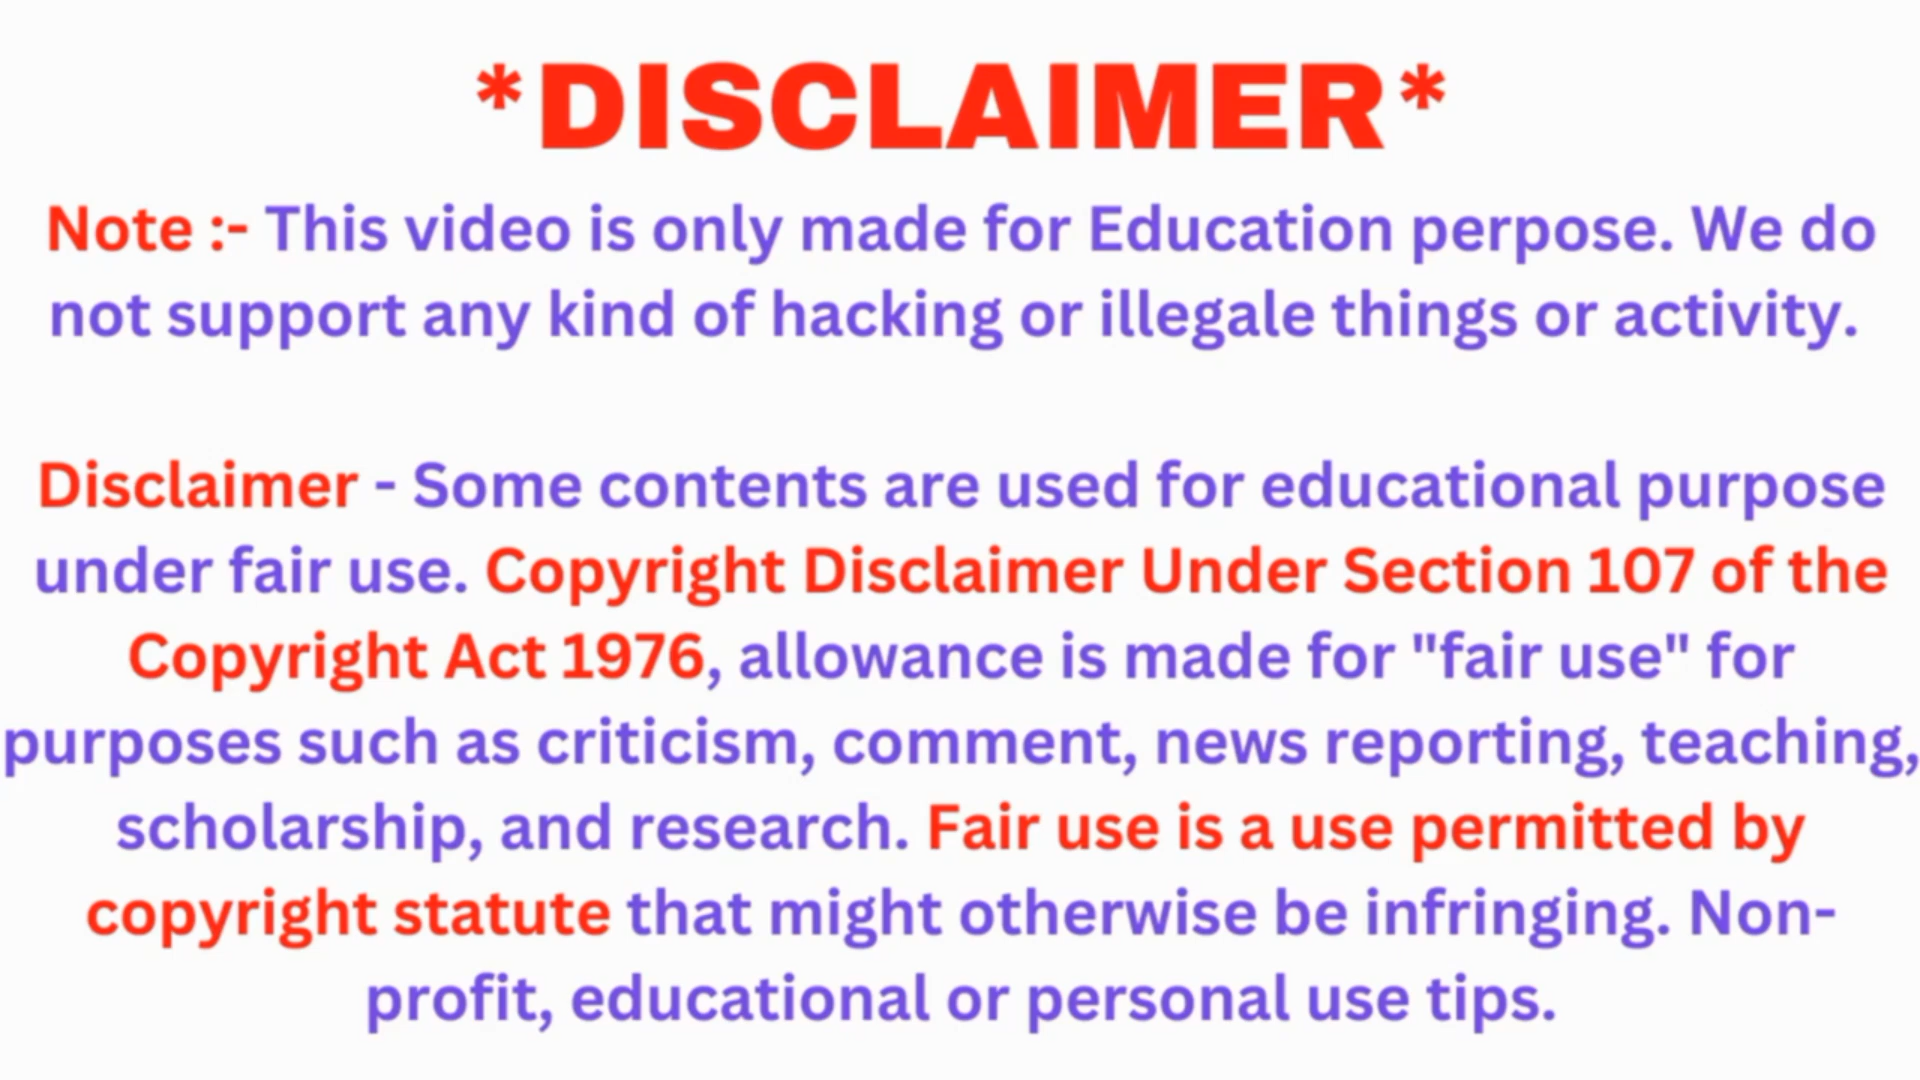 *DISCLAIMER*
Note :- This video is only made for Education perpose. We do
not support any kind of hacking or illegale things or activity.
Disclaimer - Some contents are used for educational purpose
under fair use. Copyright Disclaimer Under Section 107 of the
Copyright Act 1976, allowance is made for "fair use" for
purposes such as criticism, comment, news reporting, teaching,
scholarship, and research. Fair use is a use permitted by
copyright statute that might otherwise be infringing. Non-
profit, educational or personal use tips.